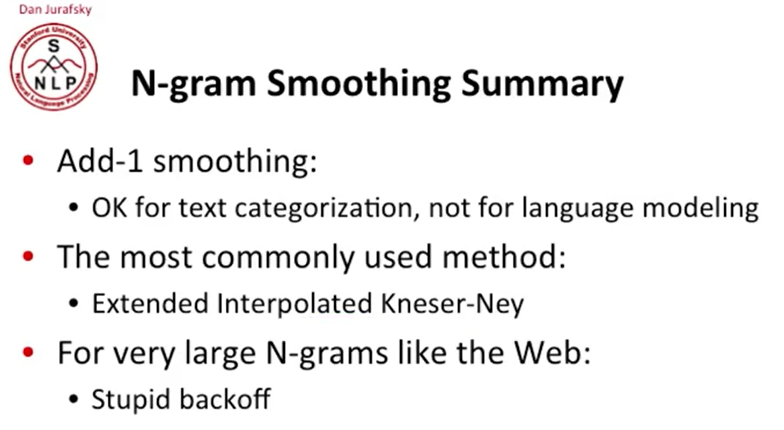 Dan Jurafsky
Stanford University
S
NLP
Natural Language Processing
N-gram Smoothing Summary
• Add-1 smoothing:
• OK for text categorization, not for language modeling
• The most commonly used method:
• Extended Interpolated Kneser-Ney
• For very large N-grams like the Web:
• Stupid backoff